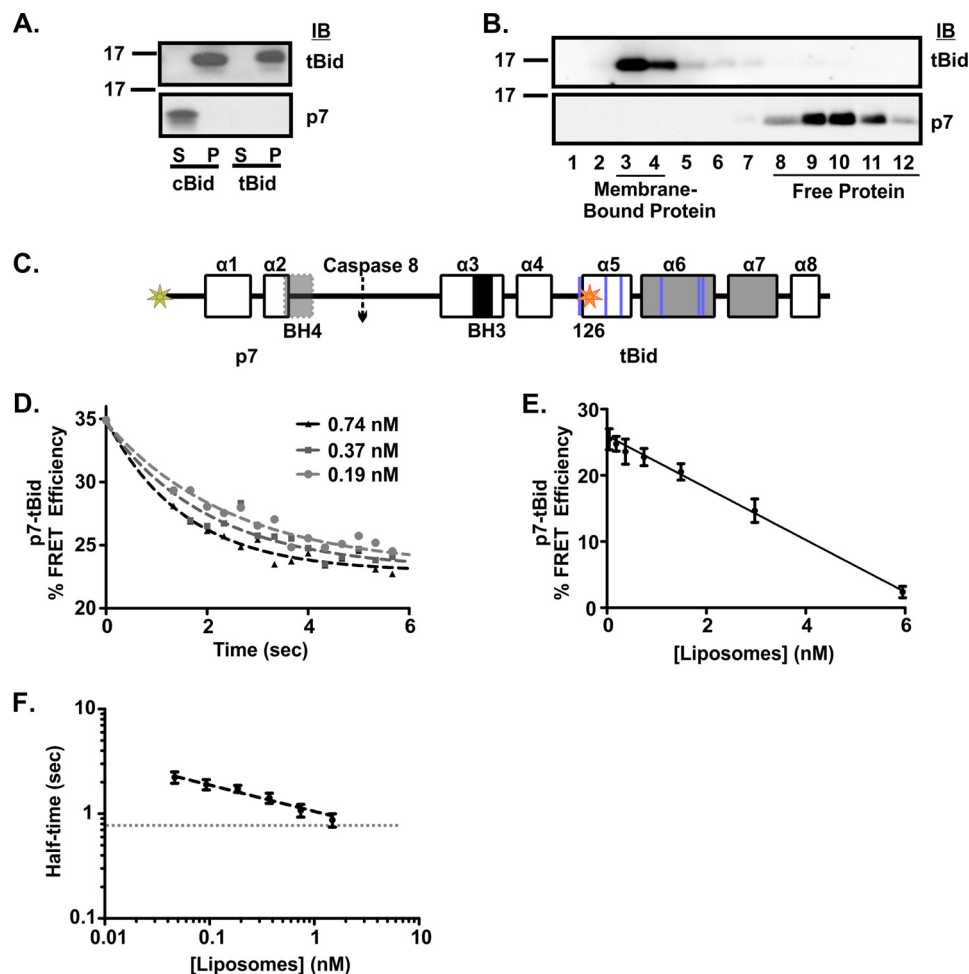 A.
IB
17
tBid
17
p7
S P S P
cBid tBid
B.
IB
17
tBid
17
p7
1 2 3 4 5 6 7 8 9 10 11 12
Membrane-
Bound Protein
Free Protein
C.
α1 α2 Caspase 8 α3 α4 α5 α6 α7 α8
BH4 BH3 126
p7 tBid
D.
p7-tBid
% FRET Efficiency
35
30
25
20
0.74 nM
0.37 nM
0.19 nM
0 2 4 6
Time (sec)
E.
p7-tBid
% FRET Efficiency
30
20
10
0
0 2 4 6
[Liposomes] (nM)
F.
Half-time (sec)
10
1
0.1
0.01 0.1 1 10
[Liposomes] (nM)